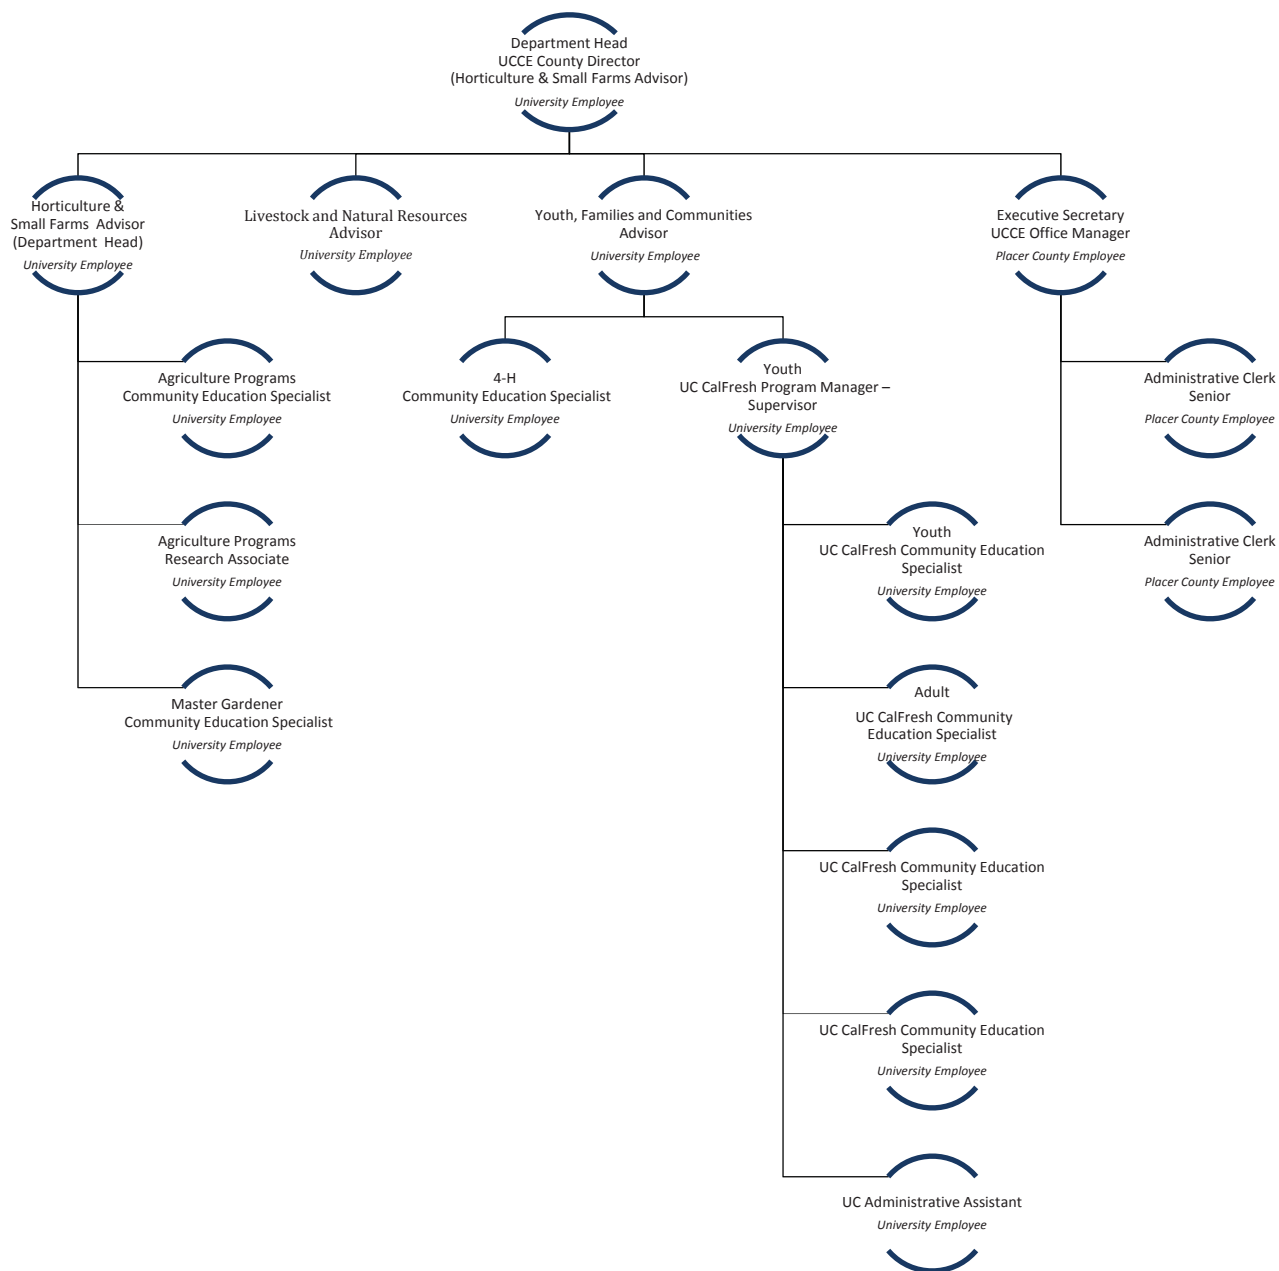 Department Head
UCCE County Director
(Horticulture & Small Farms Advisor)
University Employee
Horticulture &
Small Farms Advisor
(Department Head)
University Employee
Livestock and Natural Resources
Advisor
University Employee
Youth, Families and Communities
Advisor
University Employee
Executive Secretary
UCCE Office Manager
Placer County Employee
Agriculture Programs
Community Education Specialist
University Employee
4-H
Community Education Specialist
University Employee
Youth
UC CalFresh Program Manager –
Supervisor
University Employee
Administrative Clerk
Senior
Placer County Employee
Agriculture Programs
Research Associate
University Employee
Youth
UC CalFresh Community Education
Specialist
University Employee
Administrative Clerk
Senior
Placer County Employee
Master Gardener
Community Education Specialist
University Employee
Adult
UC CalFresh Community
Education Specialist
University Employee
UC CalFresh Community Education
Specialist
University Employee
UC CalFresh Community Education
Specialist
University Employee
UC Administrative Assistant
University Employee